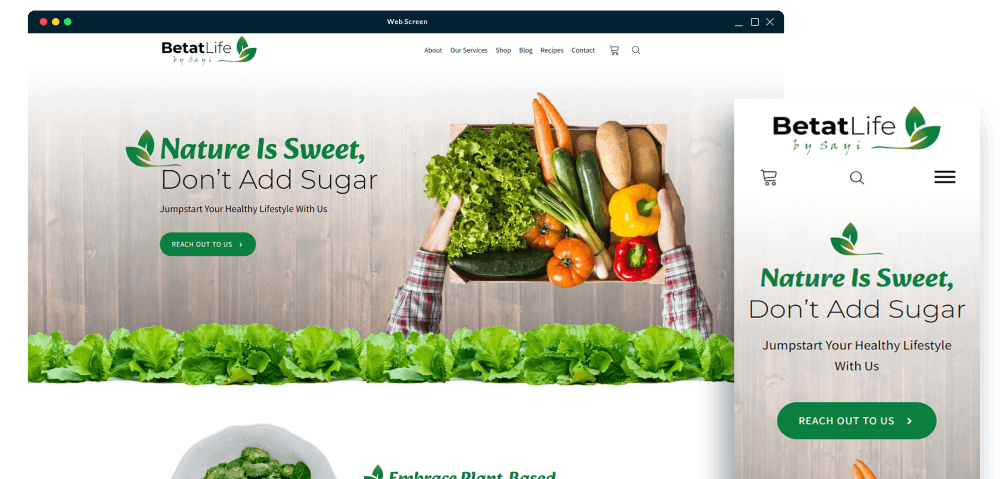 Web Screen
BetatLife
by Sayi
About Our Services Shop Blog Recipes Contact
Nature Is Sweet,
Don't Add Sugar
Jumpstart Your Healthy Lifestyle With Us
REACH OUT TO US
Embrace Plant-Based
BetatLife
by Sayi
Nature Is Sweet,
Don't Add Sugar
Jumpstart Your Healthy Lifestyle
With Us
REACH OUT TO US